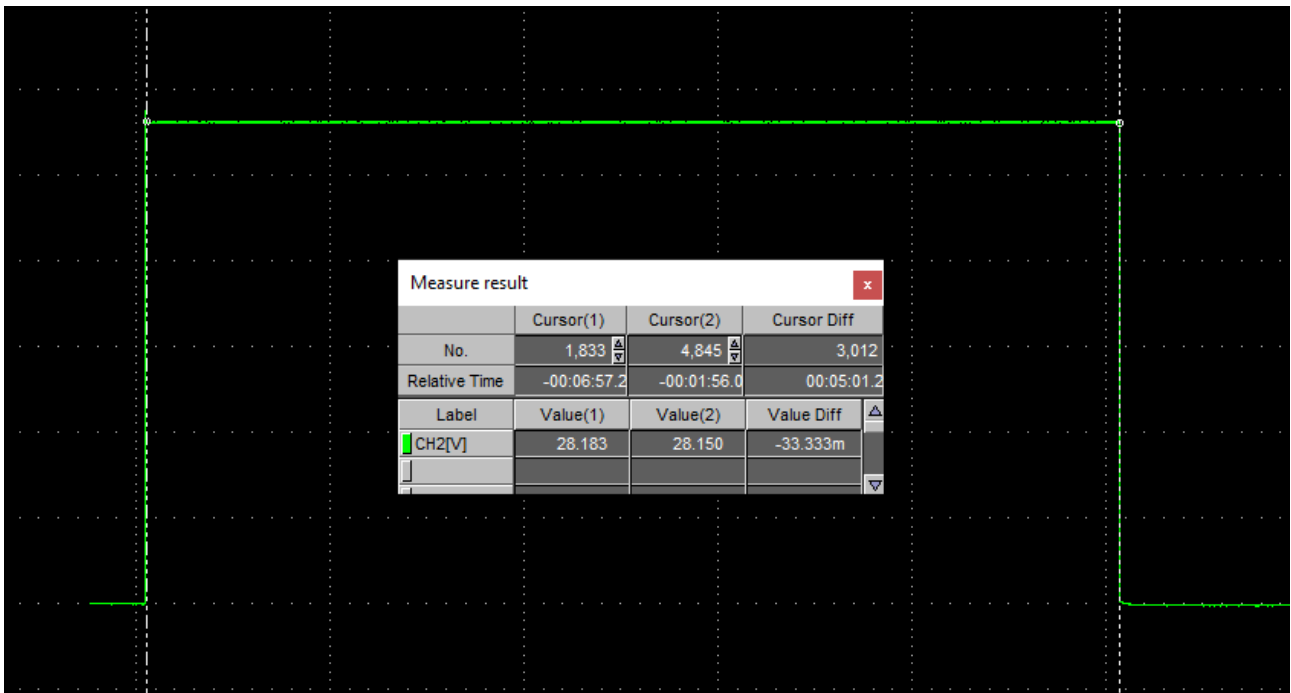 Measure result
x
Cursor(1) Cursor(2) Cursor Diff
No. 1,833 4,845 3,012
Relative Time -00:06:57.2 -00:01:56.0 00:05:01.2
Label Value(1) Value(2) Value Diff
CH2[V] 28.183 28.150 -33.333m